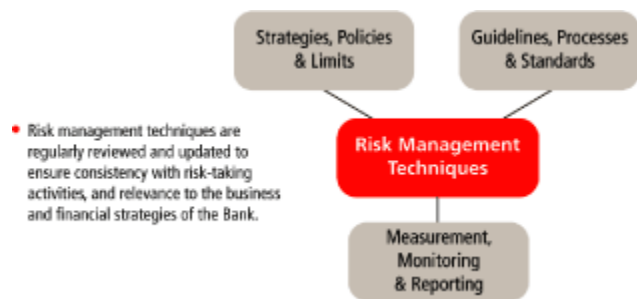 Strategies, Policies
& Limits
Guidelines, Processes
& Standards
• Risk management techniques are
regularly reviewed and updated to
ensure consistency with risk-taking
activities, and relevance to the business
and financial strategies of the Bank.
Risk Management
Techniques
Measurement,
Monitoring
& Reporting